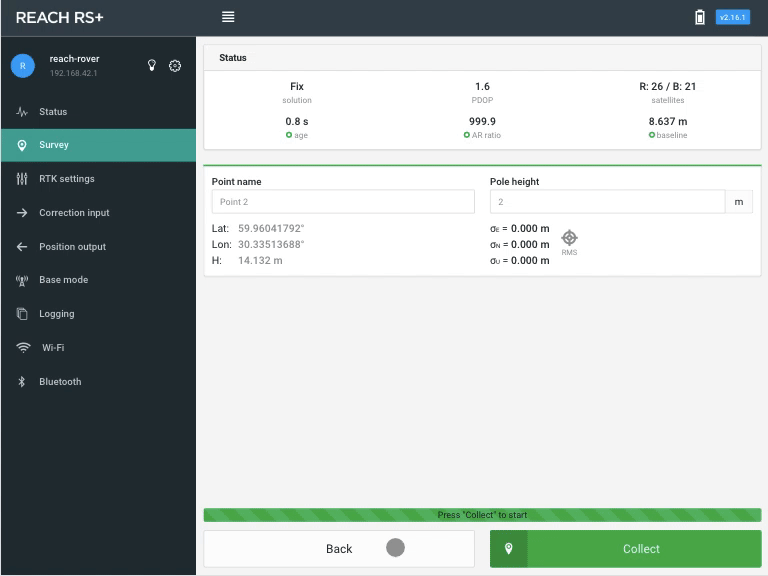 REACH RS+
v2.16.1
R
reach-rover
192.168.42.1
Status
Survey
RTK settings
Correction input
Position output
Base mode
Logging
Wi-Fi
Bluetooth
Status
Fix
solution
1.6
PDOP
R: 26 / B: 21
satellites
0.8 s
age
999.9
AR ratio
8.637 m
baseline
Point name
Point 2
Pole height
2 m
Lat: 59.96041792°
Lon: 30.33513688°
H: 14.132 m
σE = 0.000 m
σN = 0.000 m
σU = 0.000 m
RMS
Press "Collect" to start
Back
Collect